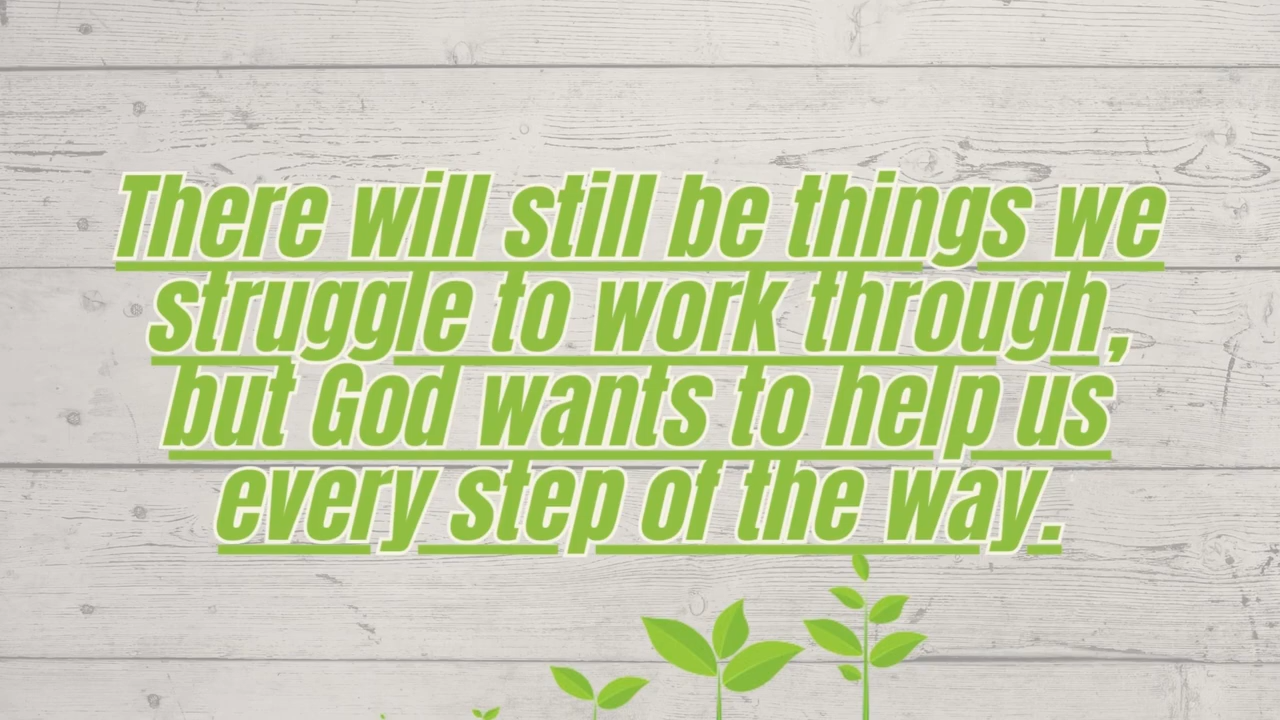 There will still be things we
struggle to work through,
but God wants to help us
every step of the way.